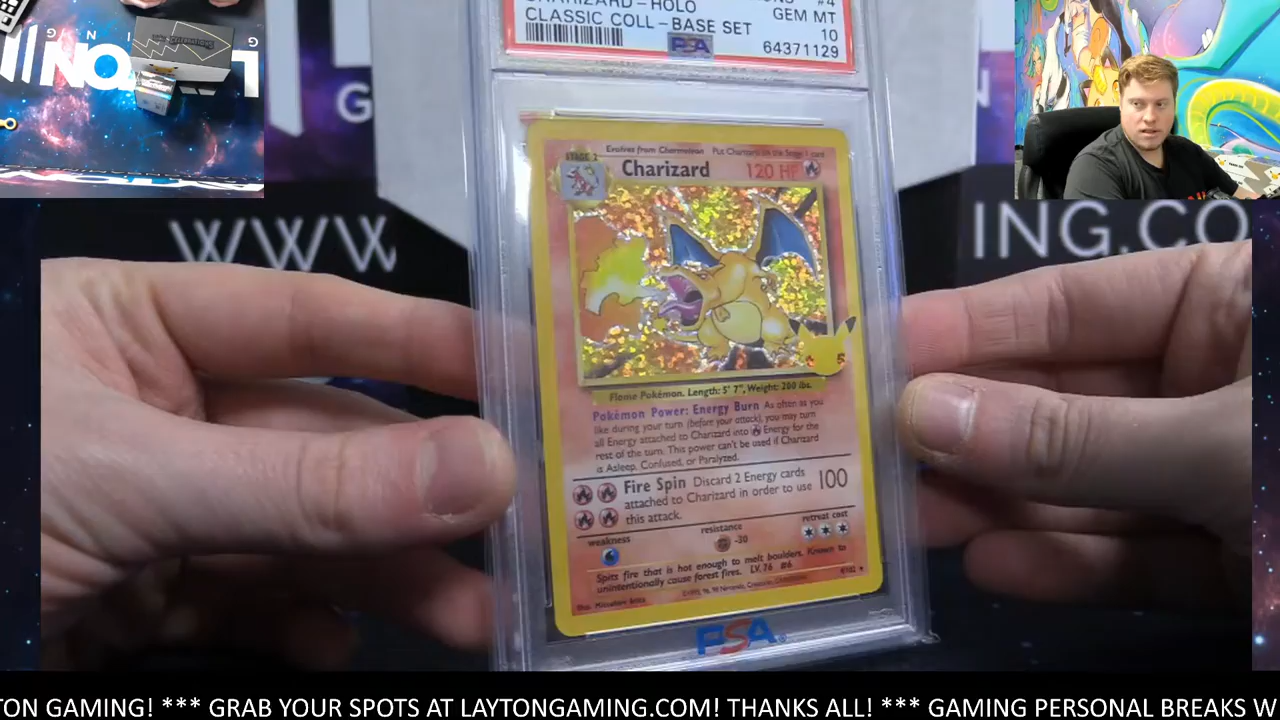 CHARIZARD-HOLO
#4
CLASSIC COLL-BASE SET
GEM MT
10
PSA
64371129
WWW
ING.CO
Evolves from Charmeleon Put Charizard on the Stage 1 card
STAGE 2
Charizard
120 HP
Flame Pokémon. Length: 5' 7", Weight: 200 lbs.
Pokémon Power: Energy Burn As often as you
like during your turn (before your attack), you may turn
all Energy attached to Charizard into Energy for the
rest of the turn. This power can't be used if Charizard
is Asleep, Confused, or Paralyzed.
Fire Spin Discard 2 Energy cards
attached to Charizard in order to use
this attack.
100
weakness
resistance
-30
retreat cost
Spits fire that is hot enough to melt boulders. Known to
unintentionally cause forest fires. LV. 76 #6
Illus. Mitsuhiro Arita
4/102
PSA
TON GAMING! *** GRAB YOUR SPOTS AT LAYTONGAMING.COM! THANKS ALL! *** GAMING PERSONAL BREAKS W